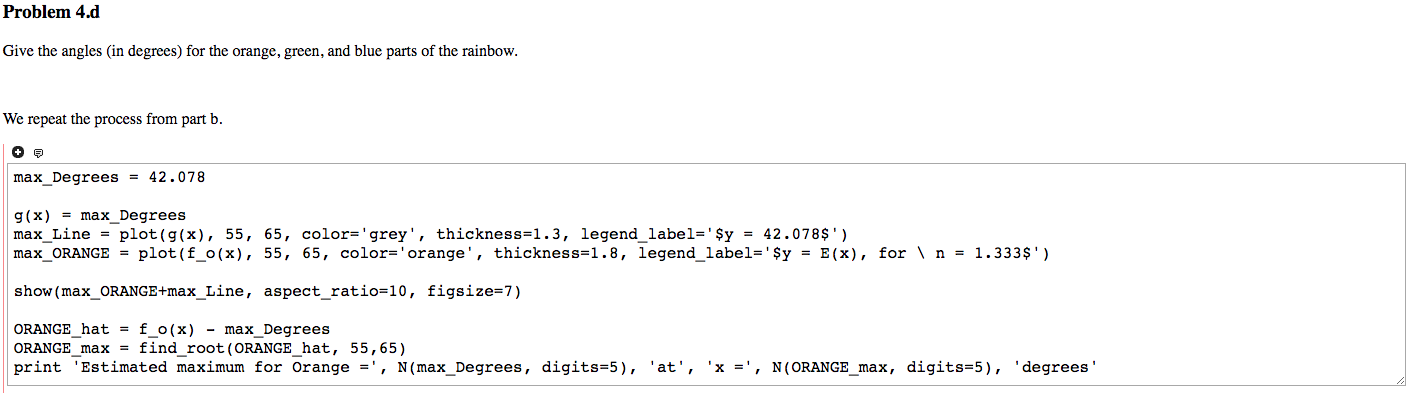 Problem 4.d
Give the angles (in degrees) for the orange, green, and blue parts of the rainbow.
We repeat the process from part b.
max_Degrees = 42.078
g(x) = max_Degrees
max_Line = plot(g(x), 55, 65, color='grey', thickness=1.3, legend_label='$y = 42.078$')
max_ORANGE = plot(f_o(x), 55, 65, color='orange', thickness=1.8, legend_label='$y = E(x), for \ n = 1.333$')
show(max_ORANGE+max_Line, aspect_ratio=10, figsize=7)
ORANGE_hat = f_o(x) - max_Degrees
ORANGE_max = find_root(ORANGE_hat, 55,65)
print 'Estimated maximum for Orange =', N(max_Degrees, digits=5), 'at', 'x =', N(ORANGE_max, digits=5), 'degrees'